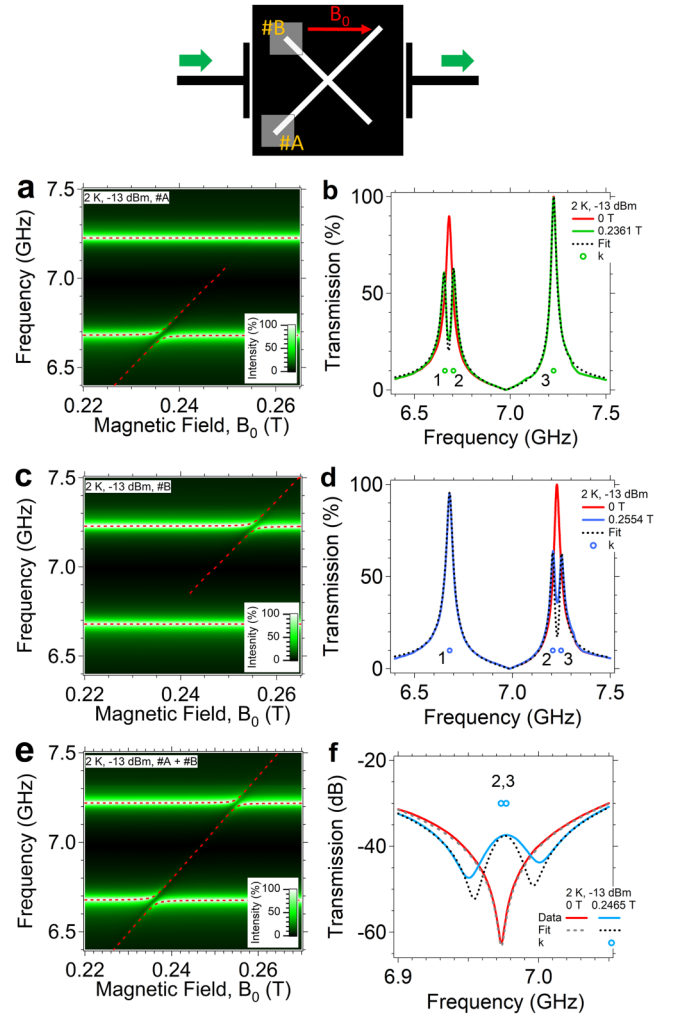 #B
B0
#A
a
2 K, -13 dBm, #A
Frequency (GHz)
7.5
7.0
6.5
Intensity (%)
100
50
0
0.22
0.24
0.26
Magnetic Field, B0 (T)
b
2 K, -13 dBm
0 T
0.2361 T
Fit
k
Transmission (%)
100
50
0
1
2
3
6.5
7.0
7.5
Frequency (GHz)
c
2 K, -13 dBm, #B
Frequency (GHz)
7.5
7.0
6.5
Intesnity (%)
100
50
0
0.22
0.24
0.26
Magnetic Field, B0 (T)
d
2 K, -13 dBm
0 T
0.2554 T
Fit
k
Transmission (%)
100
50
0
1
2
3
6.5
7.0
7.5
Frequency (GHz)
e
2 K, -13 dBm, #A + #B
Frequency (GHz)
7.5
7.0
6.5
Intensity (%)
100
50
0
0.22
0.24
0.26
Magnetic Field, B0 (T)
f
Transmission (dB)
-20
-40
-60
2,3
2 K, -13 dBm
0 T 0.2465 T
Data
Fit
k
6.9
7.0
Frequency (GHz)